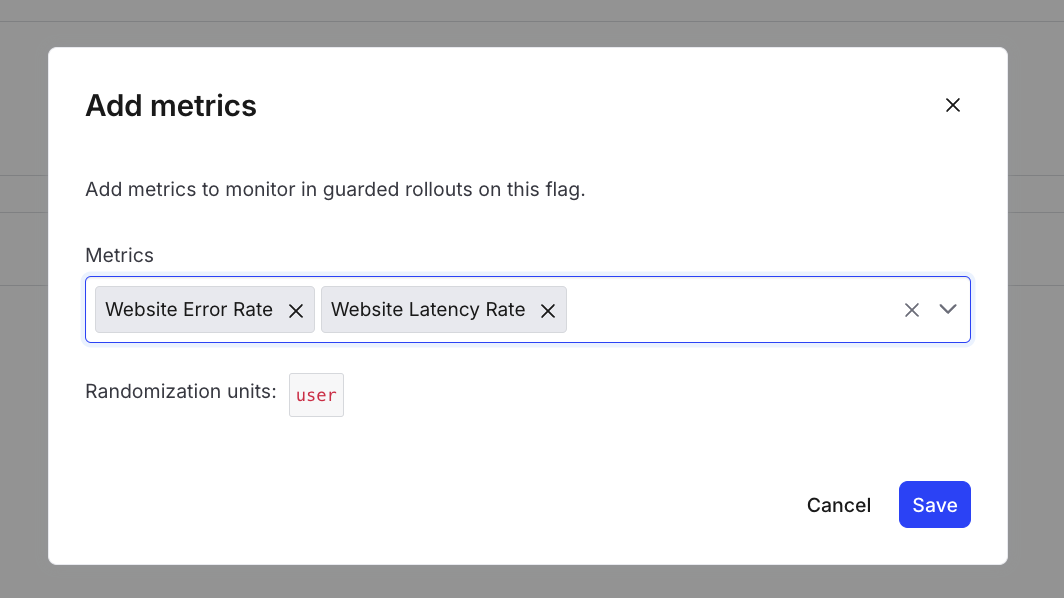 Add metrics
Add metrics to monitor in guarded rollouts on this flag.
Metrics
Website Error Rate Website Latency Rate
Randomization units: user
Cancel Save